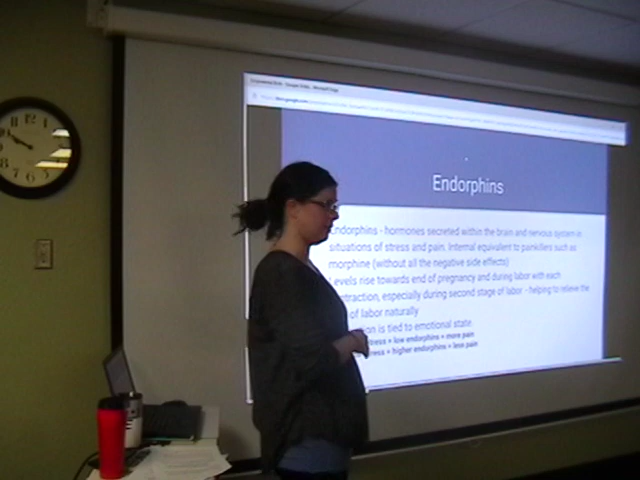 Endorphins
Endorphins - hormones secreted within the brain and nervous system in
situations of stress and pain. Internal equivalent to painkillers such as
morphine (without all the negative side effects)
Levels rise towards end of pregnancy and during labor with each
especially during second stage of labor - helping to relieve the
of labor naturally
is tied to emotional state.
stress = low endorphins = more pain
= higher endorphins = less pain